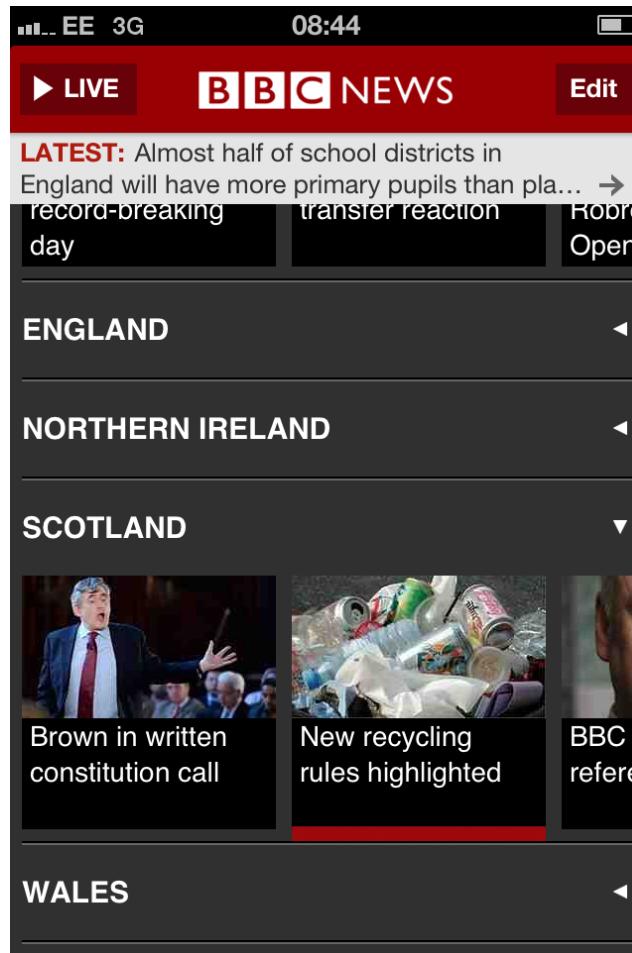 EE 3G 08:44
LIVE BBC NEWS Edit
LATEST: Almost half of school districts in
England will have more primary pupils than pla...
record-breaking
day
transfer reaction
Open
ENGLAND
NORTHERN IRELAND
SCOTLAND
Brown in written
constitution call
New recycling
rules highlighted
BBC
refere
WALES